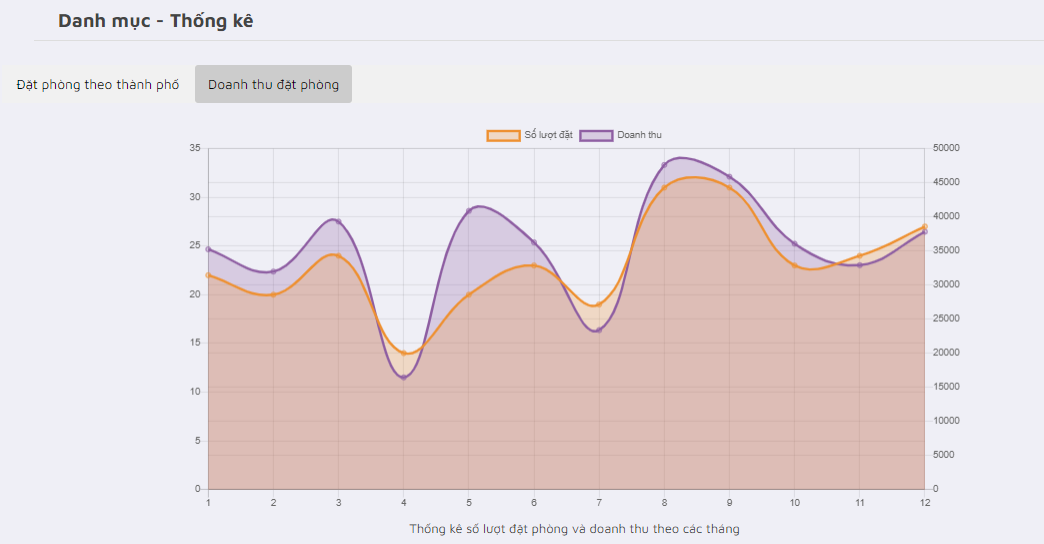 Danh mục - Thống kê
Đặt phòng theo thành phố Doanh thu đặt phòng
Số lượt đặt Doanh thu
35 50000
45000
30
40000
25 35000
30000
20
25000
15 20000
15000
10
10000
5 5000
0 0
1 2 3 4 5 6 7 8 9 10 11 12
Thống kê số lượt đặt phòng và doanh thu theo các tháng